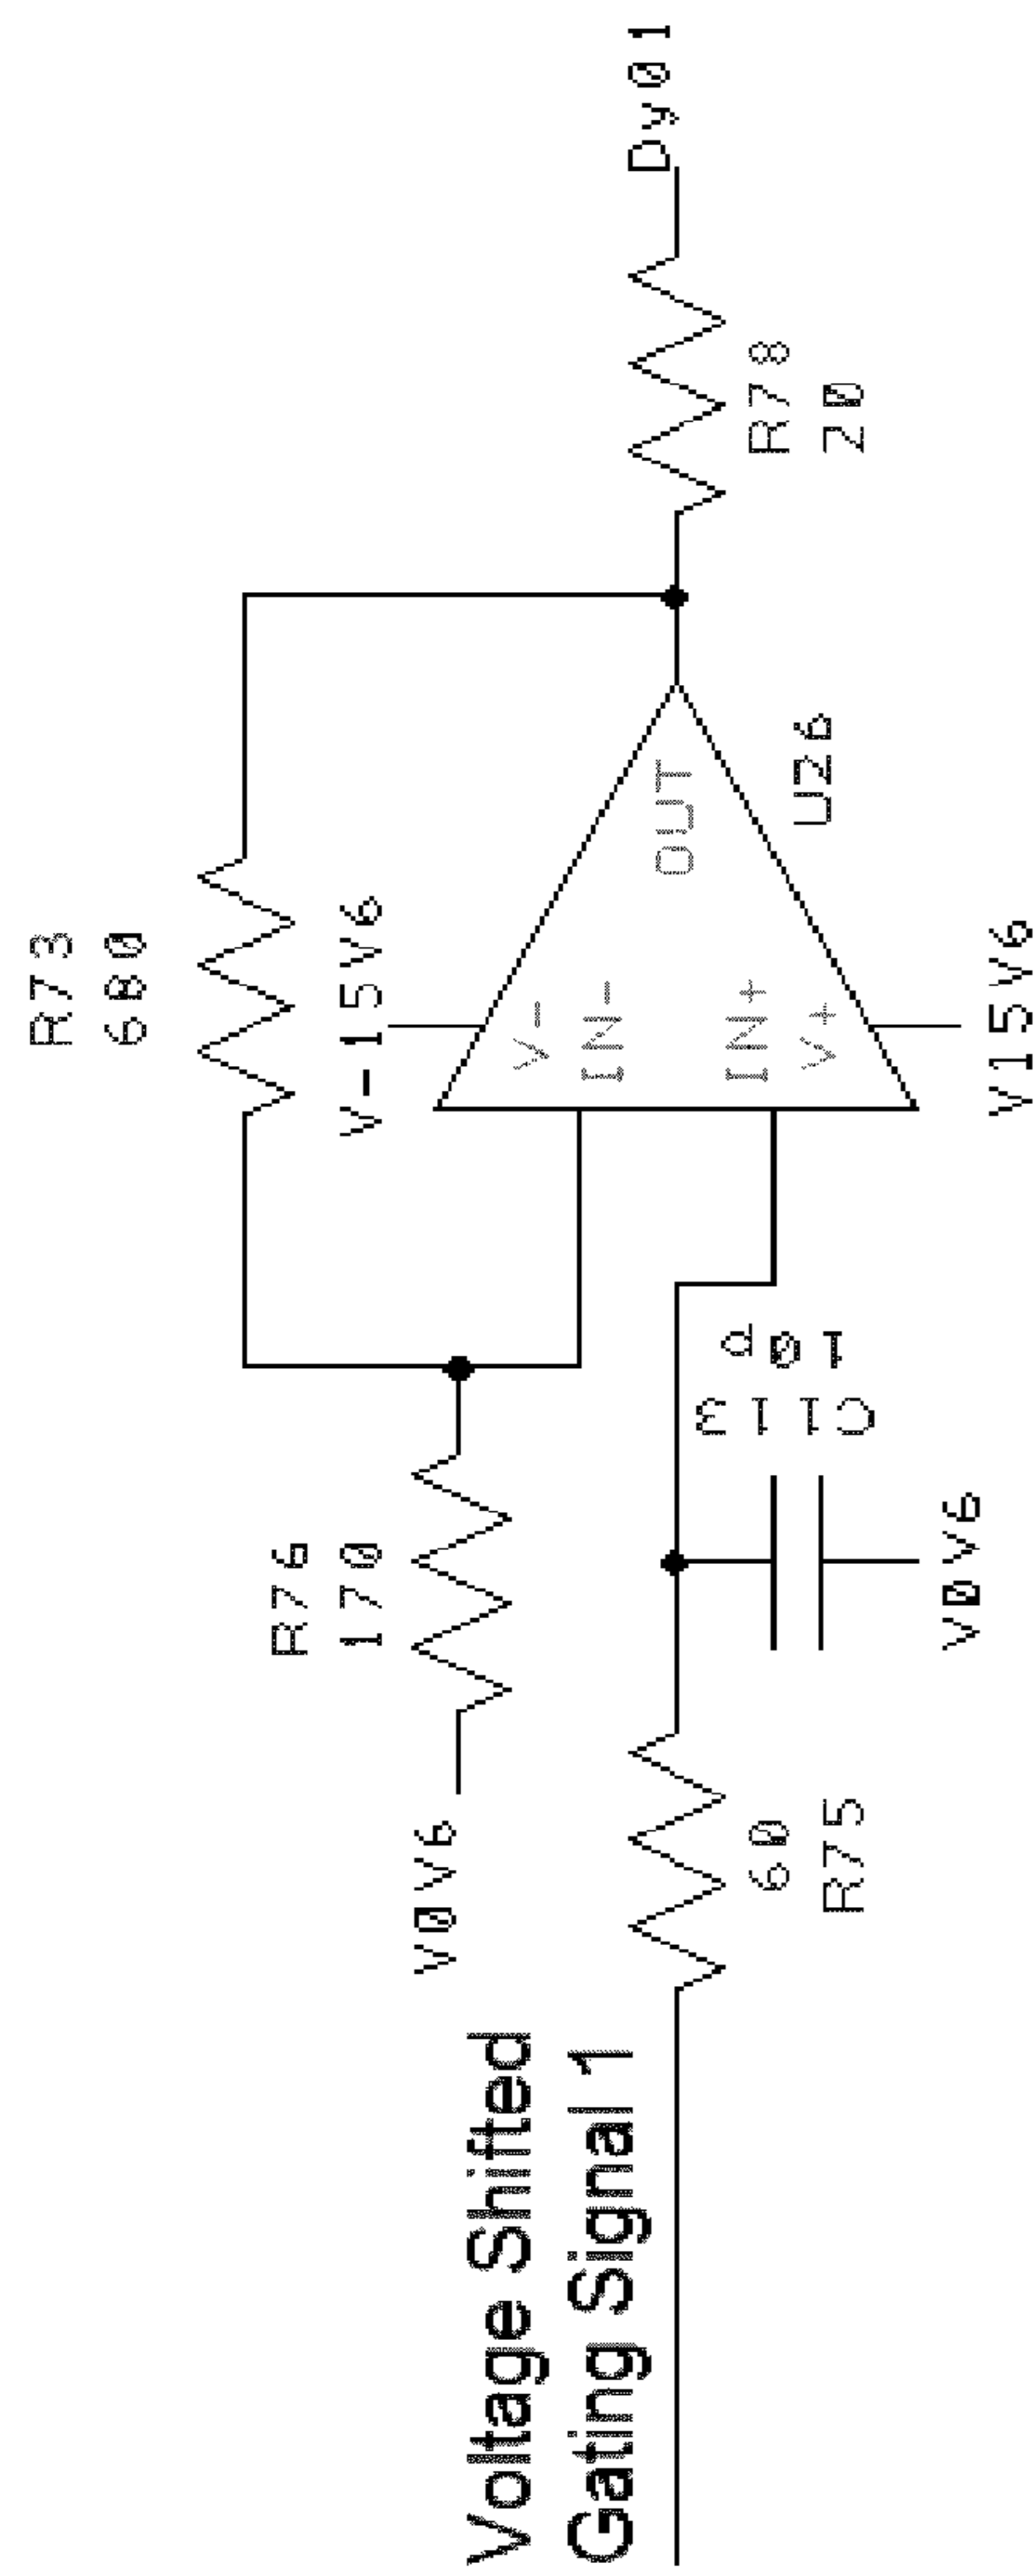 Voltage Shifted
Gating Signal 1
V0V6
R76
170
R73
680
V-15V6
V-
IN-
OUT
IN+
V+
U26
V15V6
60
R75
C113
10p
V0V6
R78
20
Dy01